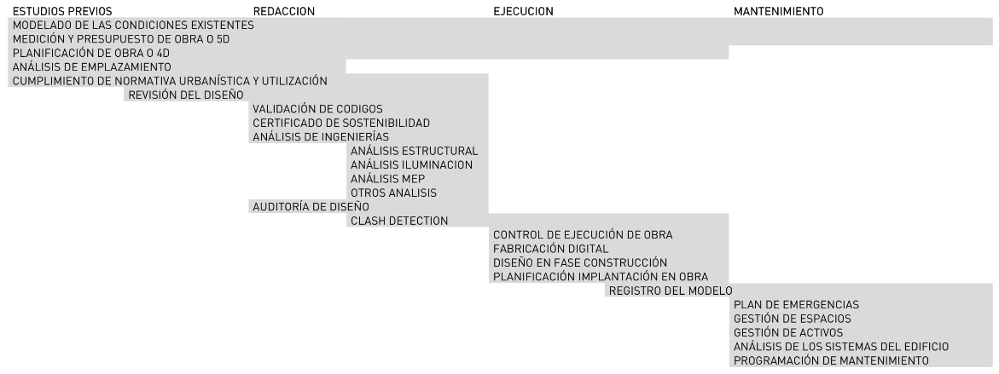 ESTUDIOS PREVIOS REDACCION EJECUCION MANTENIMIENTO
MODELADO DE LAS CONDICIONES EXISTENTES
MEDICIÓN Y PRESUPUESTO DE OBRA O 5D
PLANIFICACIÓN DE OBRA O 4D
ANÁLISIS DE EMPLAZAMIENTO
CUMPLIMIENTO DE NORMATIVA URBANÍSTICA Y UTILIZACIÓN
REVISIÓN DEL DISEÑO
VALIDACIÓN DE CODIGOS
CERTIFICADO DE SOSTENIBILIDAD
ANÁLISIS DE INGENIERÍAS
ANÁLISIS ESTRUCTURAL
ANÁLISIS ILUMINACION
ANÁLISIS MEP
OTROS ANALISIS
AUDITORÍA DE DISEÑO
CLASH DETECTION
CONTROL DE EJECUCIÓN DE OBRA
FABRICACIÓN DIGITAL
DISEÑO EN FASE CONSTRUCCIÓN
PLANIFICACIÓN IMPLANTACIÓN EN OBRA
REGISTRO DEL MODELO
PLAN DE EMERGENCIAS
GESTIÓN DE ESPACIOS
GESTIÓN DE ACTIVOS
ANÁLISIS DE LOS SISTEMAS DEL EDIFICIO
PROGRAMACIÓN DE MANTENIMIENTO